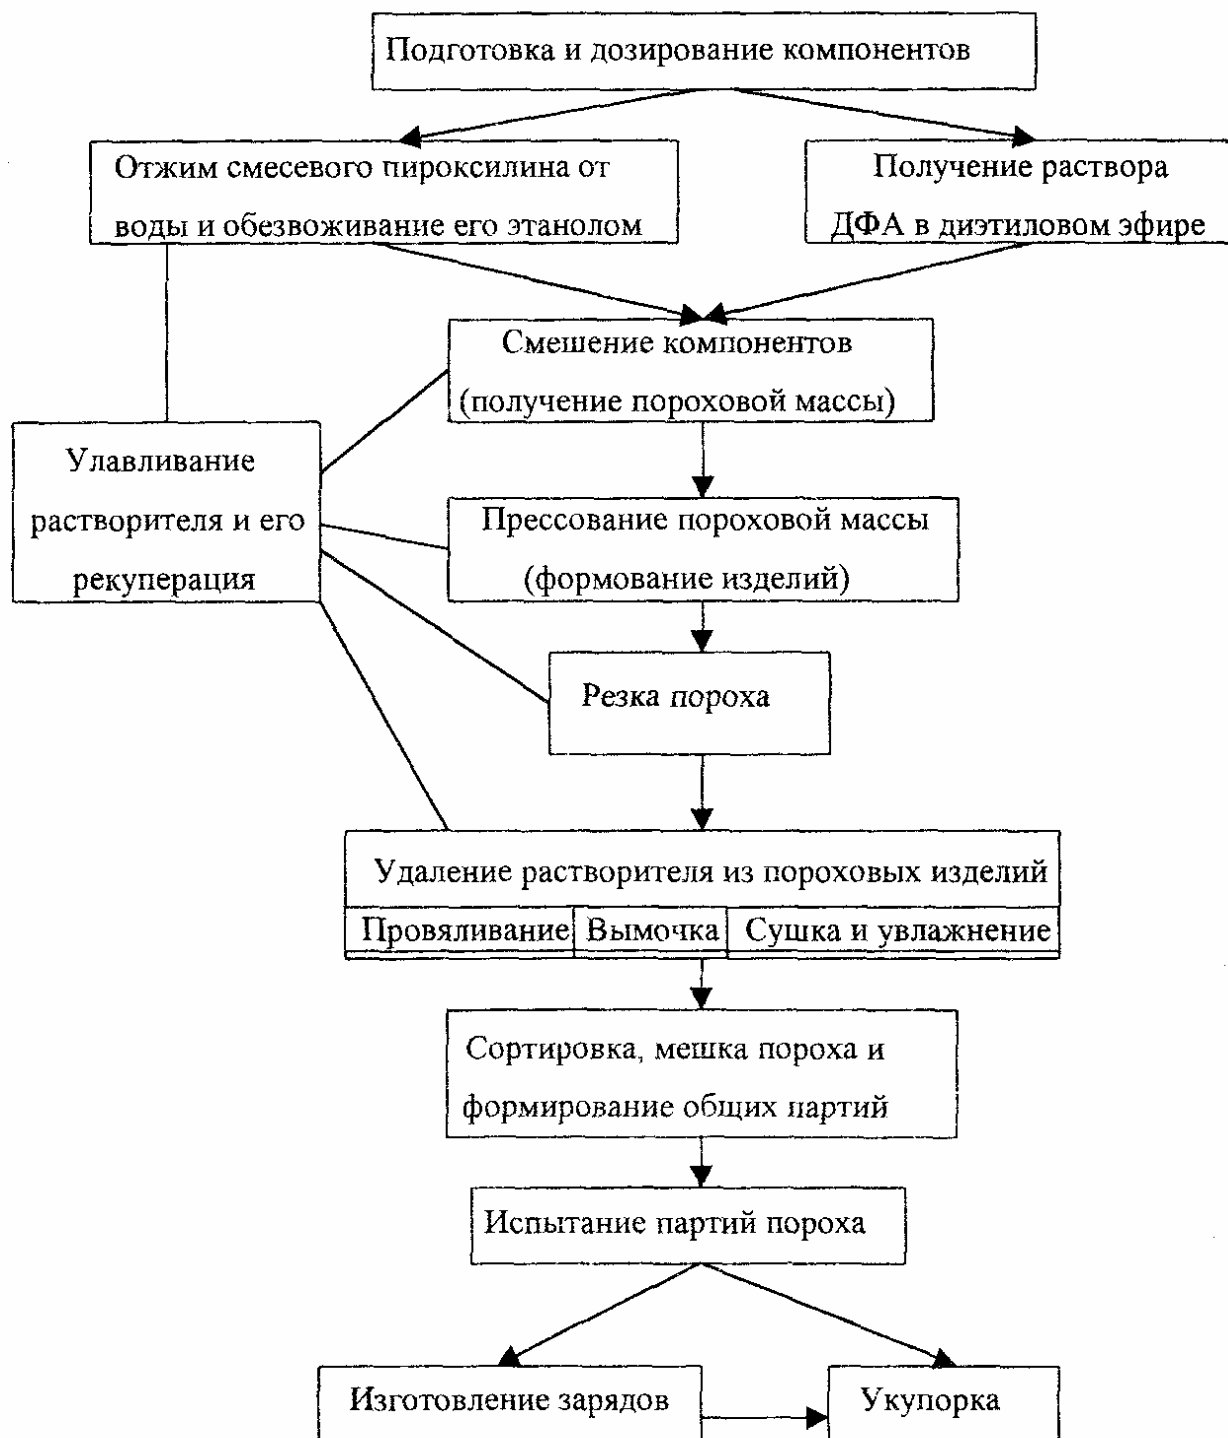 Подготовка и дозирование компонентов
Отжим смесевого пироксилина от
воды и обезвоживание его этанолом
Получение раствора
ДФА в диэтиловом эфире
Смешение компонентов
(получение пороховой массы)
Улавливание
растворителя и его
рекуперация
Прессование пороховой массы
(формование изделий)
Резка пороха
Удаление растворителя из пороховых изделий
Провяливание Вымочка Сушка и увлажнение
Сортировка, мешка пороха и
формирование общих партий
Испытание партий пороха
Изготовление зарядов
Укупорка